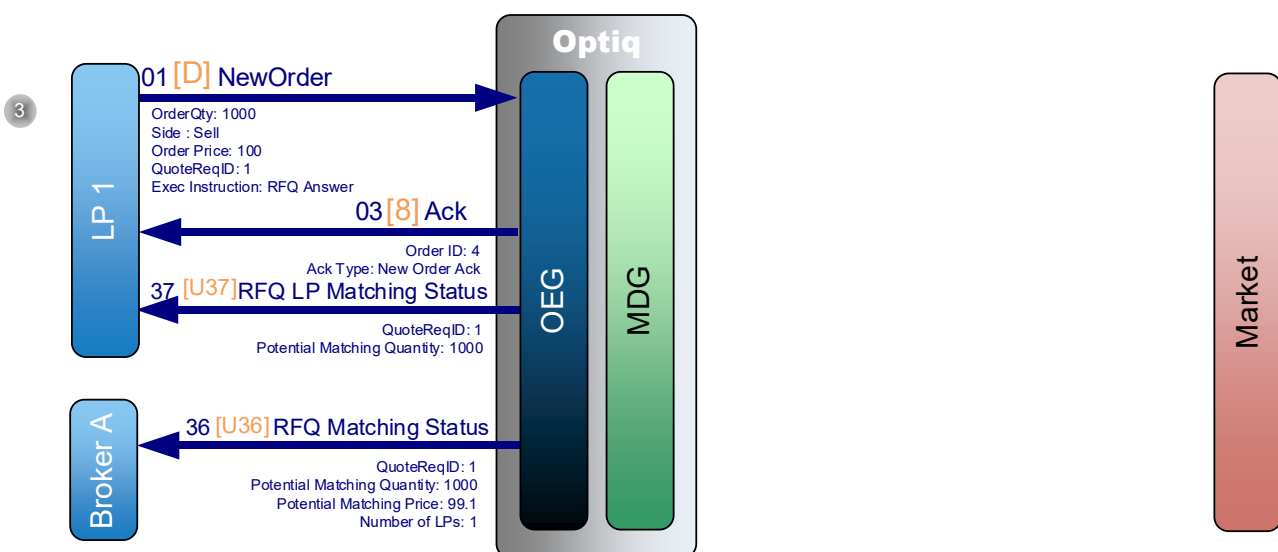 Optiq
01 [D] NewOrder
3
OrderQty: 1000
Side : Sell
Order Price: 100
QuoteReqID: 1
Exec Instruction: RFQ Answer
LP 1
03 [8] Ack
Order ID: 4
Ack Type: New Order Ack
37 [U37] RFQ LP Matching Status
QuoteReqID: 1
Potential Matching Quantity: 1000
OEG
MDG
Market
Broker A
36 [U36] RFQ Matching Status
QuoteReqID: 1
Potential Matching Quantity: 1000
Potential Matching Price: 99.1
Number of LPs: 1